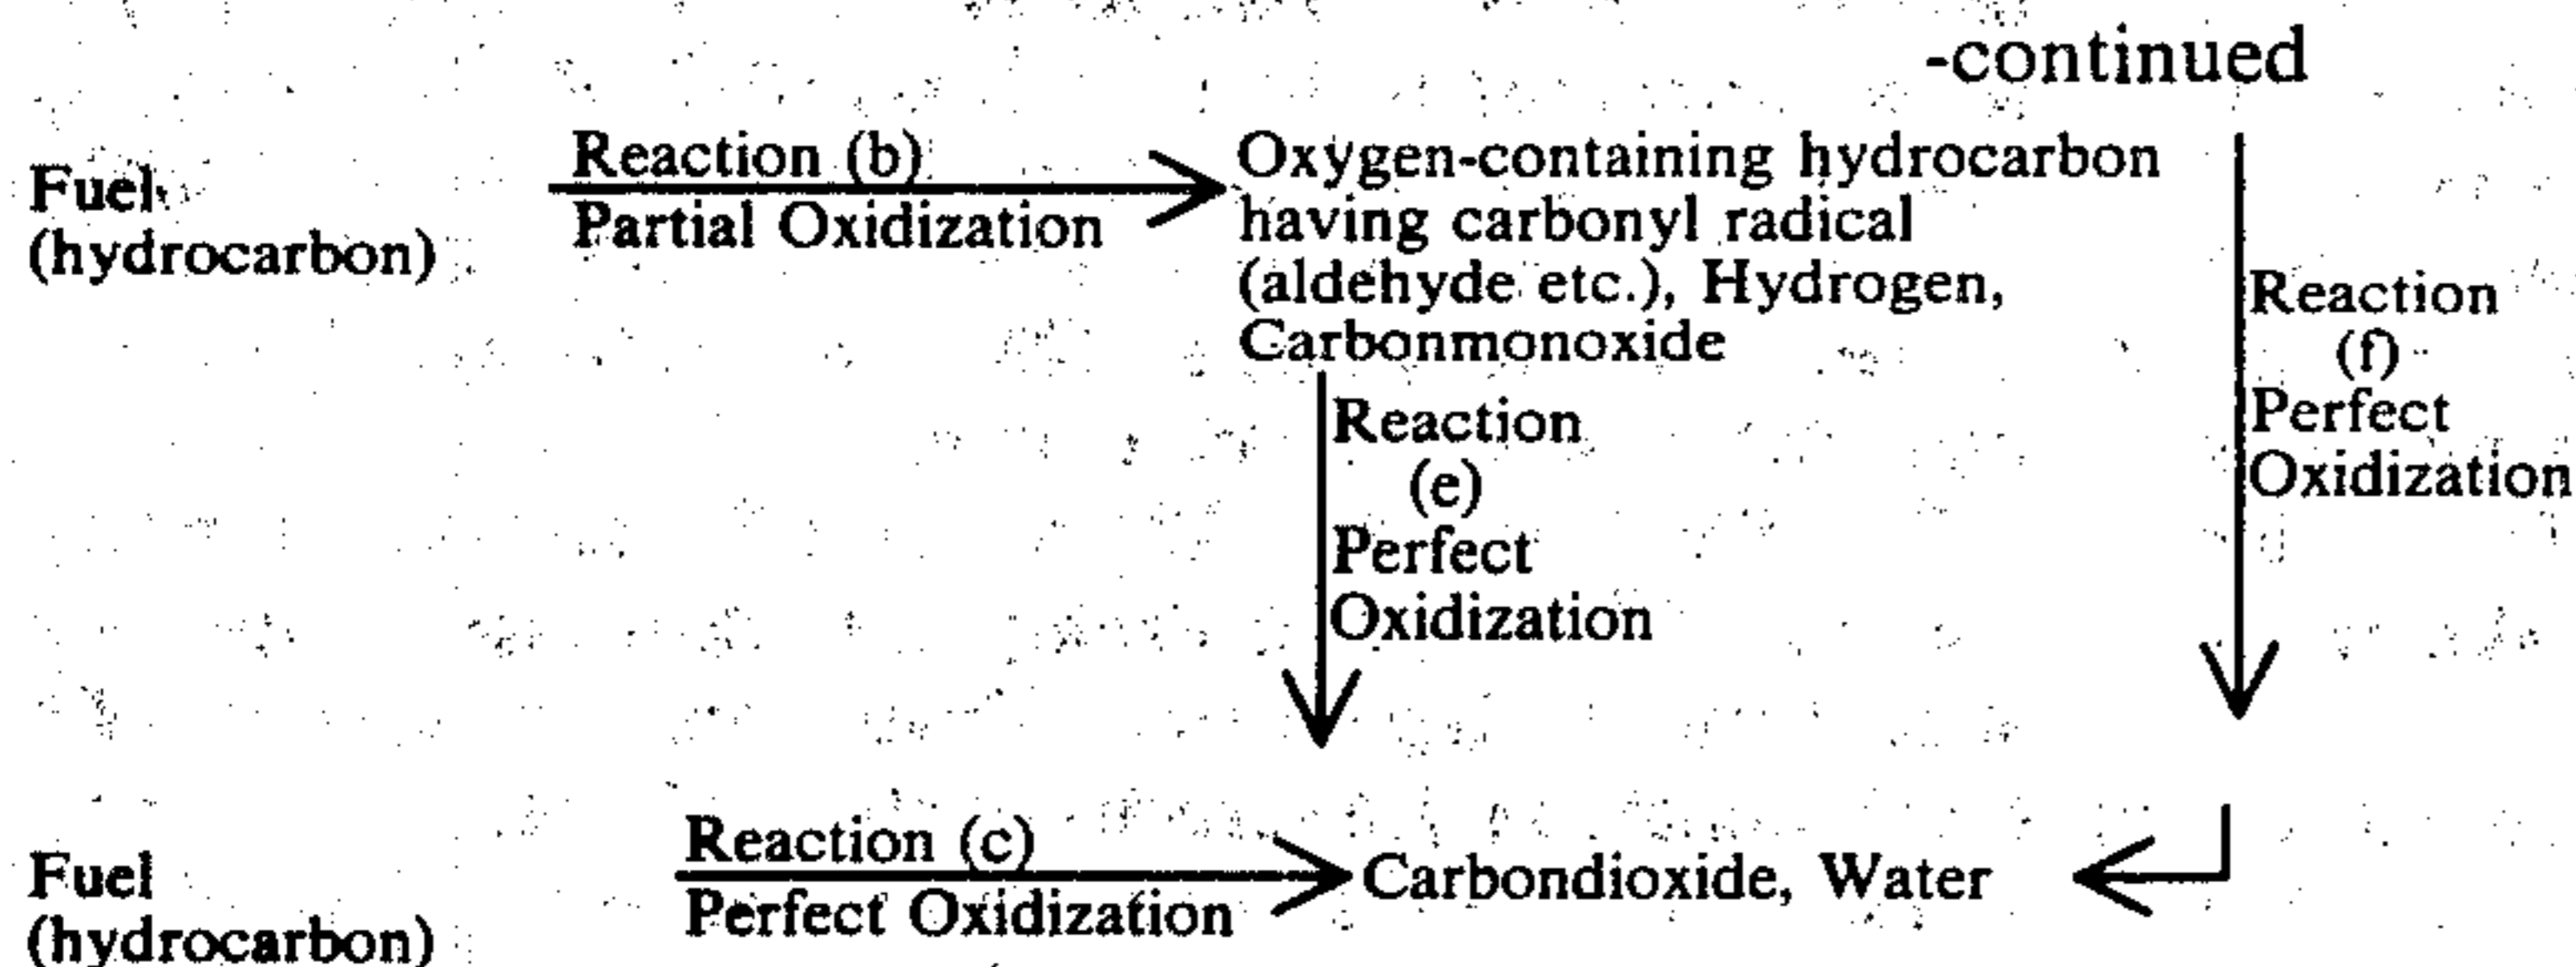 -continued
Fuel
(hydrocarbon)
Reaction (b)
Partial Oxidization
Oxygen-containing hydrocarbon
having carbonyl radical
(aldehyde etc.), Hydrogen,
Carbonmonoxide
Reaction
(f)
Perfect
Oxidization
Reaction
(e)
Perfect
Oxidization
Fuel
(hydrocarbon)
Reaction (c)
Perfect Oxidization
Carbondioxide, Water